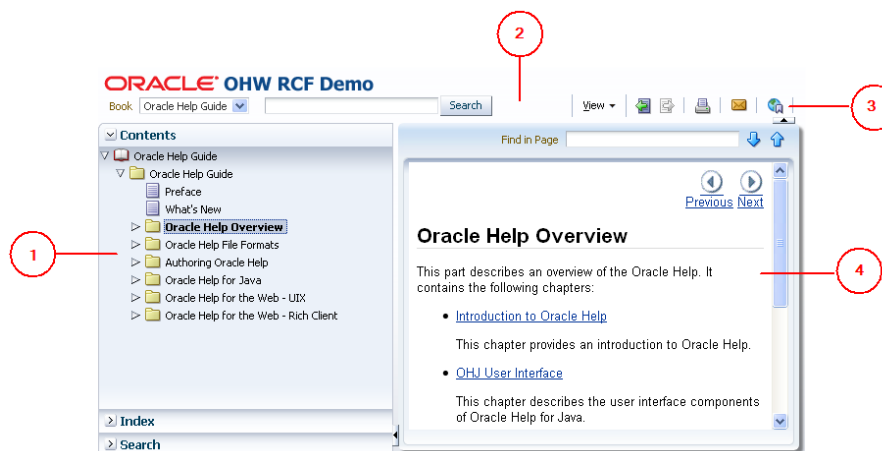 2
ORACLE OHW RCF Demo
Book Oracle Help Guide Search View
3
Contents
Find in Page
Oracle Help Guide
Oracle Help Guide
Preface
What's New
Oracle Help Overview
Oracle Help File Formats
Authoring Oracle Help
Oracle Help for Java
Oracle Help for the Web - UIX
Oracle Help for the Web - Rich Client
1
Index
Search
Previous Next
Oracle Help Overview
This part describes an overview of the Oracle Help. It
contains the following chapters:
4
• Introduction to Oracle Help
This chapter provides an introduction to Oracle Help.
• OHJ User Interface
This chapter describes the user interface components
of Oracle Help for Java.